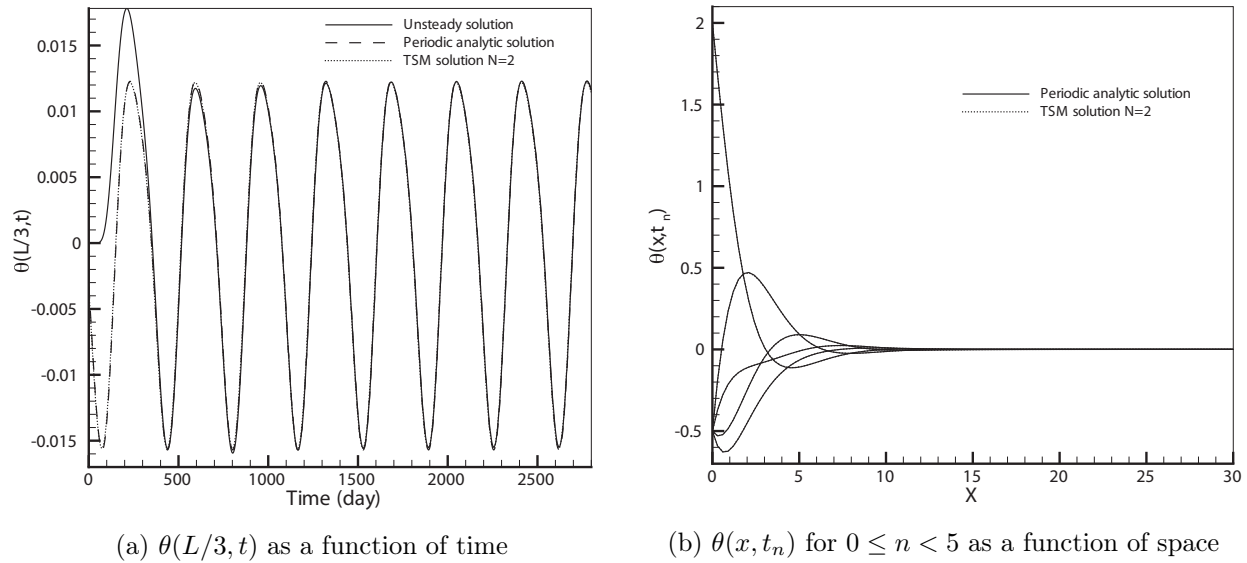 Unsteady solution
Periodic analytic solution
TSM solution N=2
0.015
0.01
0.005
0
-0.005
-0.01
-0.015
θ(L/3,t)
0 500 1000 1500 2000 2500
Time (day)
(a) θ(L/3, t) as a function of time
Periodic analytic solution
TSM solution N=2
2
1.5
1
0.5
0
-0.5
θ(x,t_n)
0 5 10 15 20 25 30
X
(b) θ(x, t_n) for 0 ≤ n < 5 as a function of space